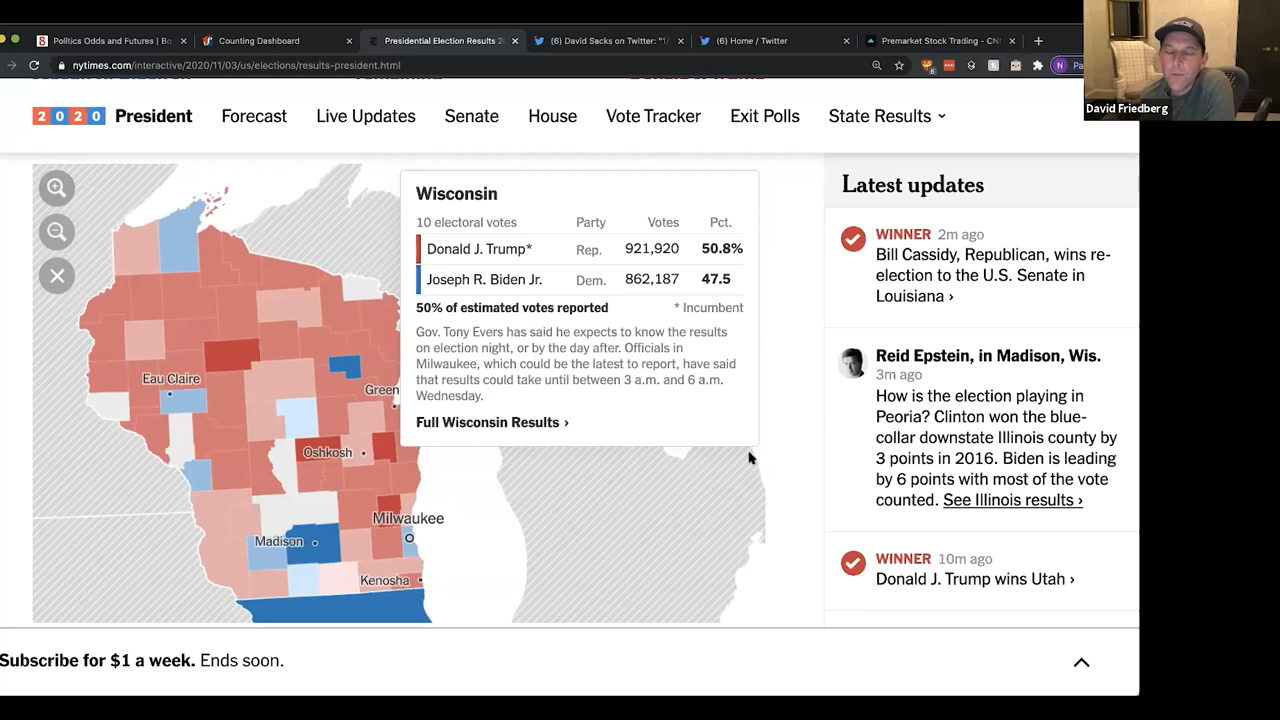 Politics Odds and Futures | Bo
Counting Dashboard
Presidential Election Results 2
(6) David Sacks on Twitter: "1/
(6) Home / Twitter
Premarket Stock Trading - CN
nytimes.com/interactive/2020/11/03/us/elections/results-president.html
N
Pa
David Friedberg
2020 President
Forecast
Live Updates
Senate
House
Vote Tracker
Exit Polls
State Results
Wisconsin
10 electoral votes Party Votes Pct.
Donald J. Trump* Rep. 921,920 50.8%
Joseph R. Biden Jr. Dem. 862,187 47.5
50% of estimated votes reported * Incumbent
Gov. Tony Evers has said he expects to know the results
on election night, or by the day after. Officials in
Milwaukee, which could be the latest to report, have said
that results could take until between 3 a.m. and 6 a.m.
Wednesday.
Full Wisconsin Results ›
Eau Claire
Green
Oshkosh
Milwaukee
Madison
Kenosha
Latest updates
WINNER 2m ago
Bill Cassidy, Republican, wins re-
election to the U.S. Senate in
Louisiana ›
Reid Epstein, in Madison, Wis.
3m ago
How is the election playing in
Peoria? Clinton won the blue-
collar downstate Illinois county by
3 points in 2016. Biden is leading
by 6 points with most of the vote
counted. See Illinois results ›
WINNER 10m ago
Donald J. Trump wins Utah ›
Subscribe for $1 a week. Ends soon.